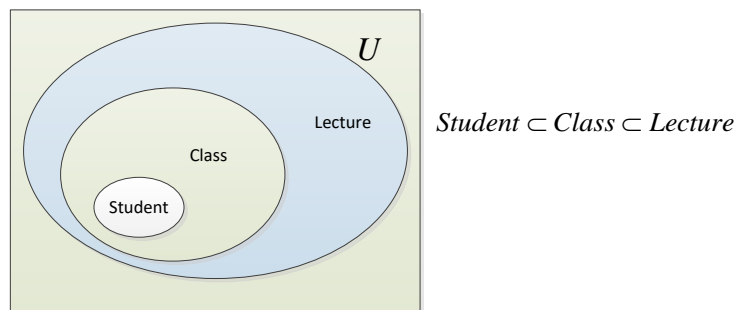 U
Lecture
Student ⊂ Class ⊂ Lecture
Class
Student